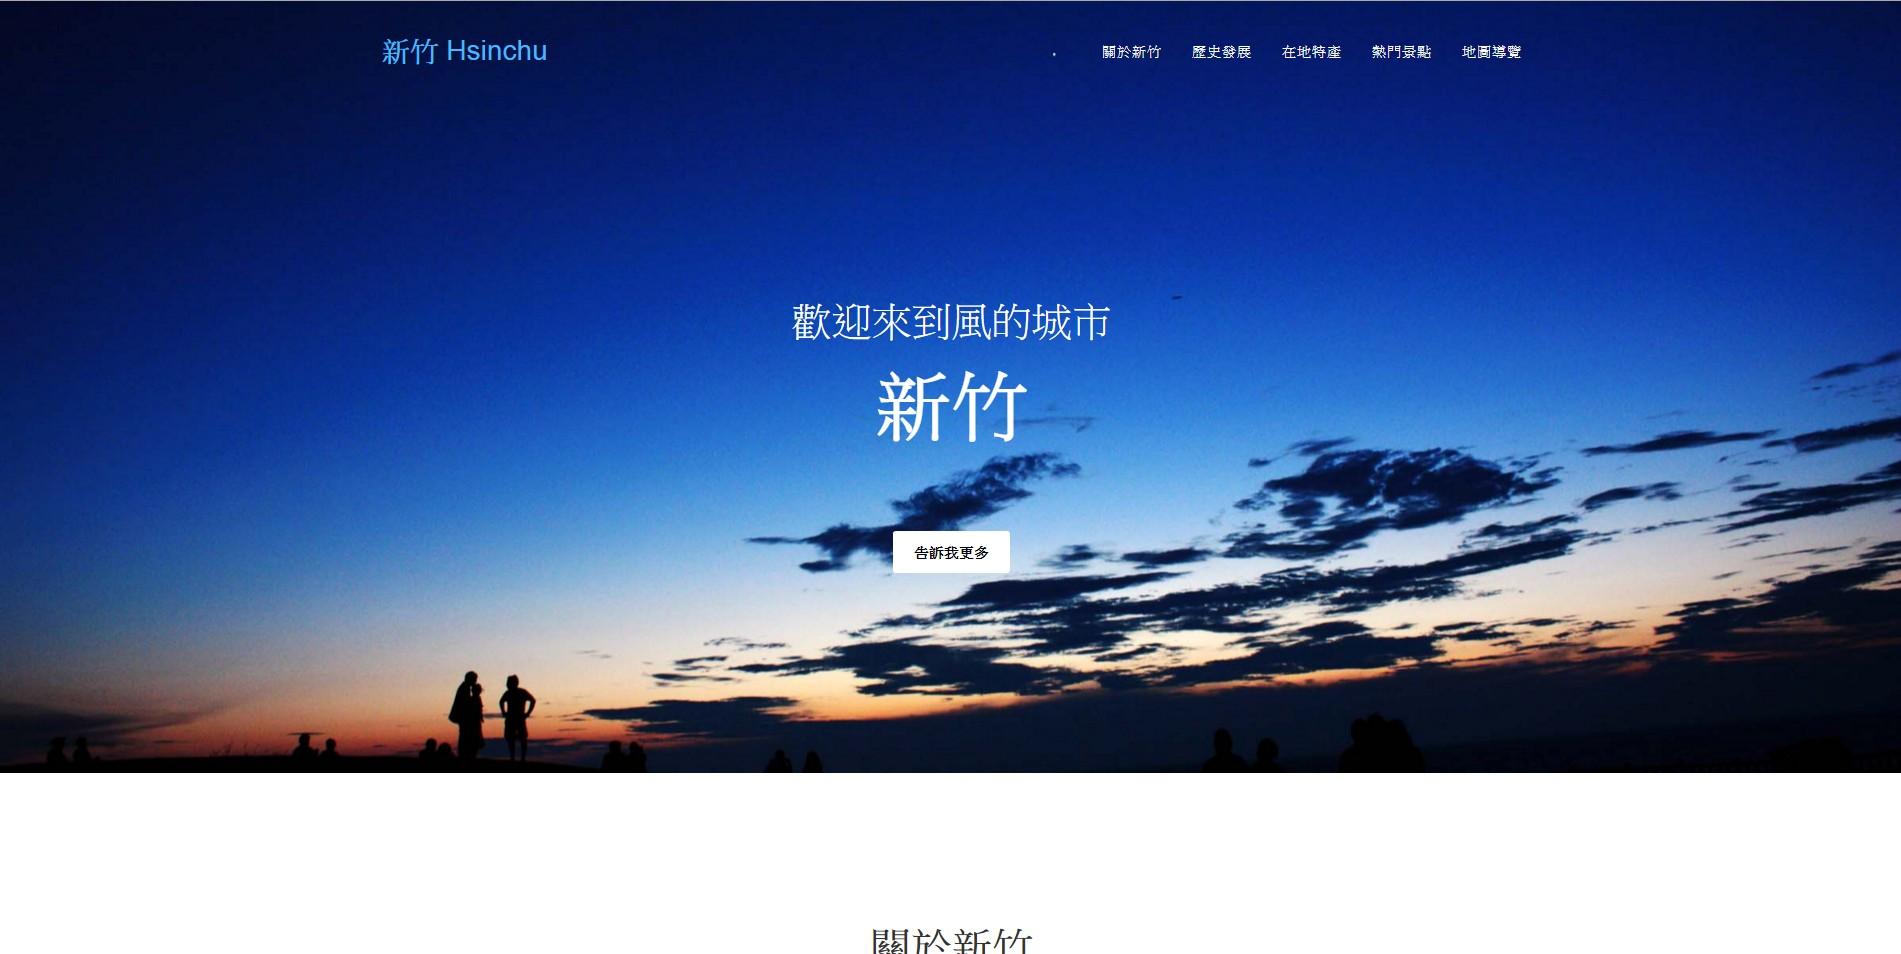 新竹 Hsinchu
關於新竹 歷史發展 在地特產 熱門景點 地圖導覽
歡迎來到風的城市
新竹
告訴我更多
關於新竹